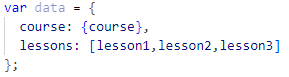 var data = {
  course: {course},
  lessons: [lesson1,lesson2,lesson3]
};